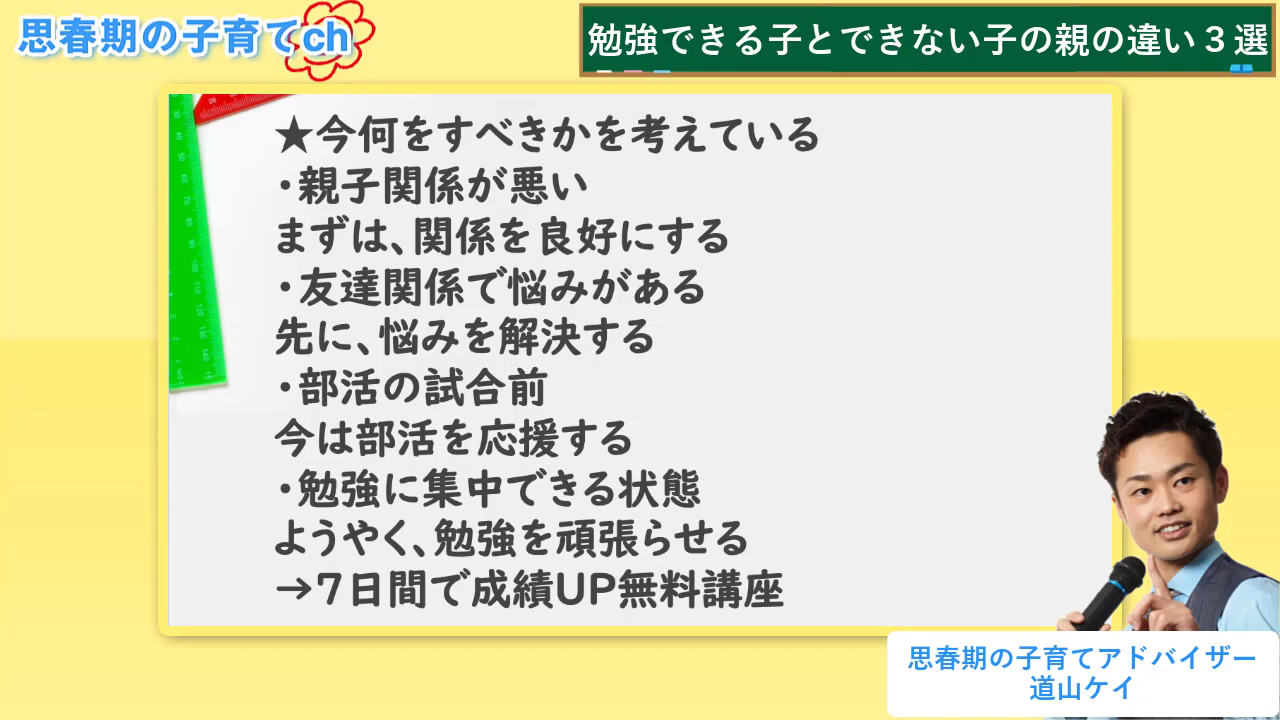 思春期の子育てch
勉強できる子とできない子の親の違い３選
★今何をすべきかを考えている
・親子関係が悪い
まずは、関係を良好にする
・友達関係で悩みがある
先に、悩みを解決する
・部活の試合前
今は部活を応援する
・勉強に集中できる状態
ようやく、勉強を頑張らせる
→7日間で成績UP無料講座
思春期の子育てアドバイザー
道山ケイ